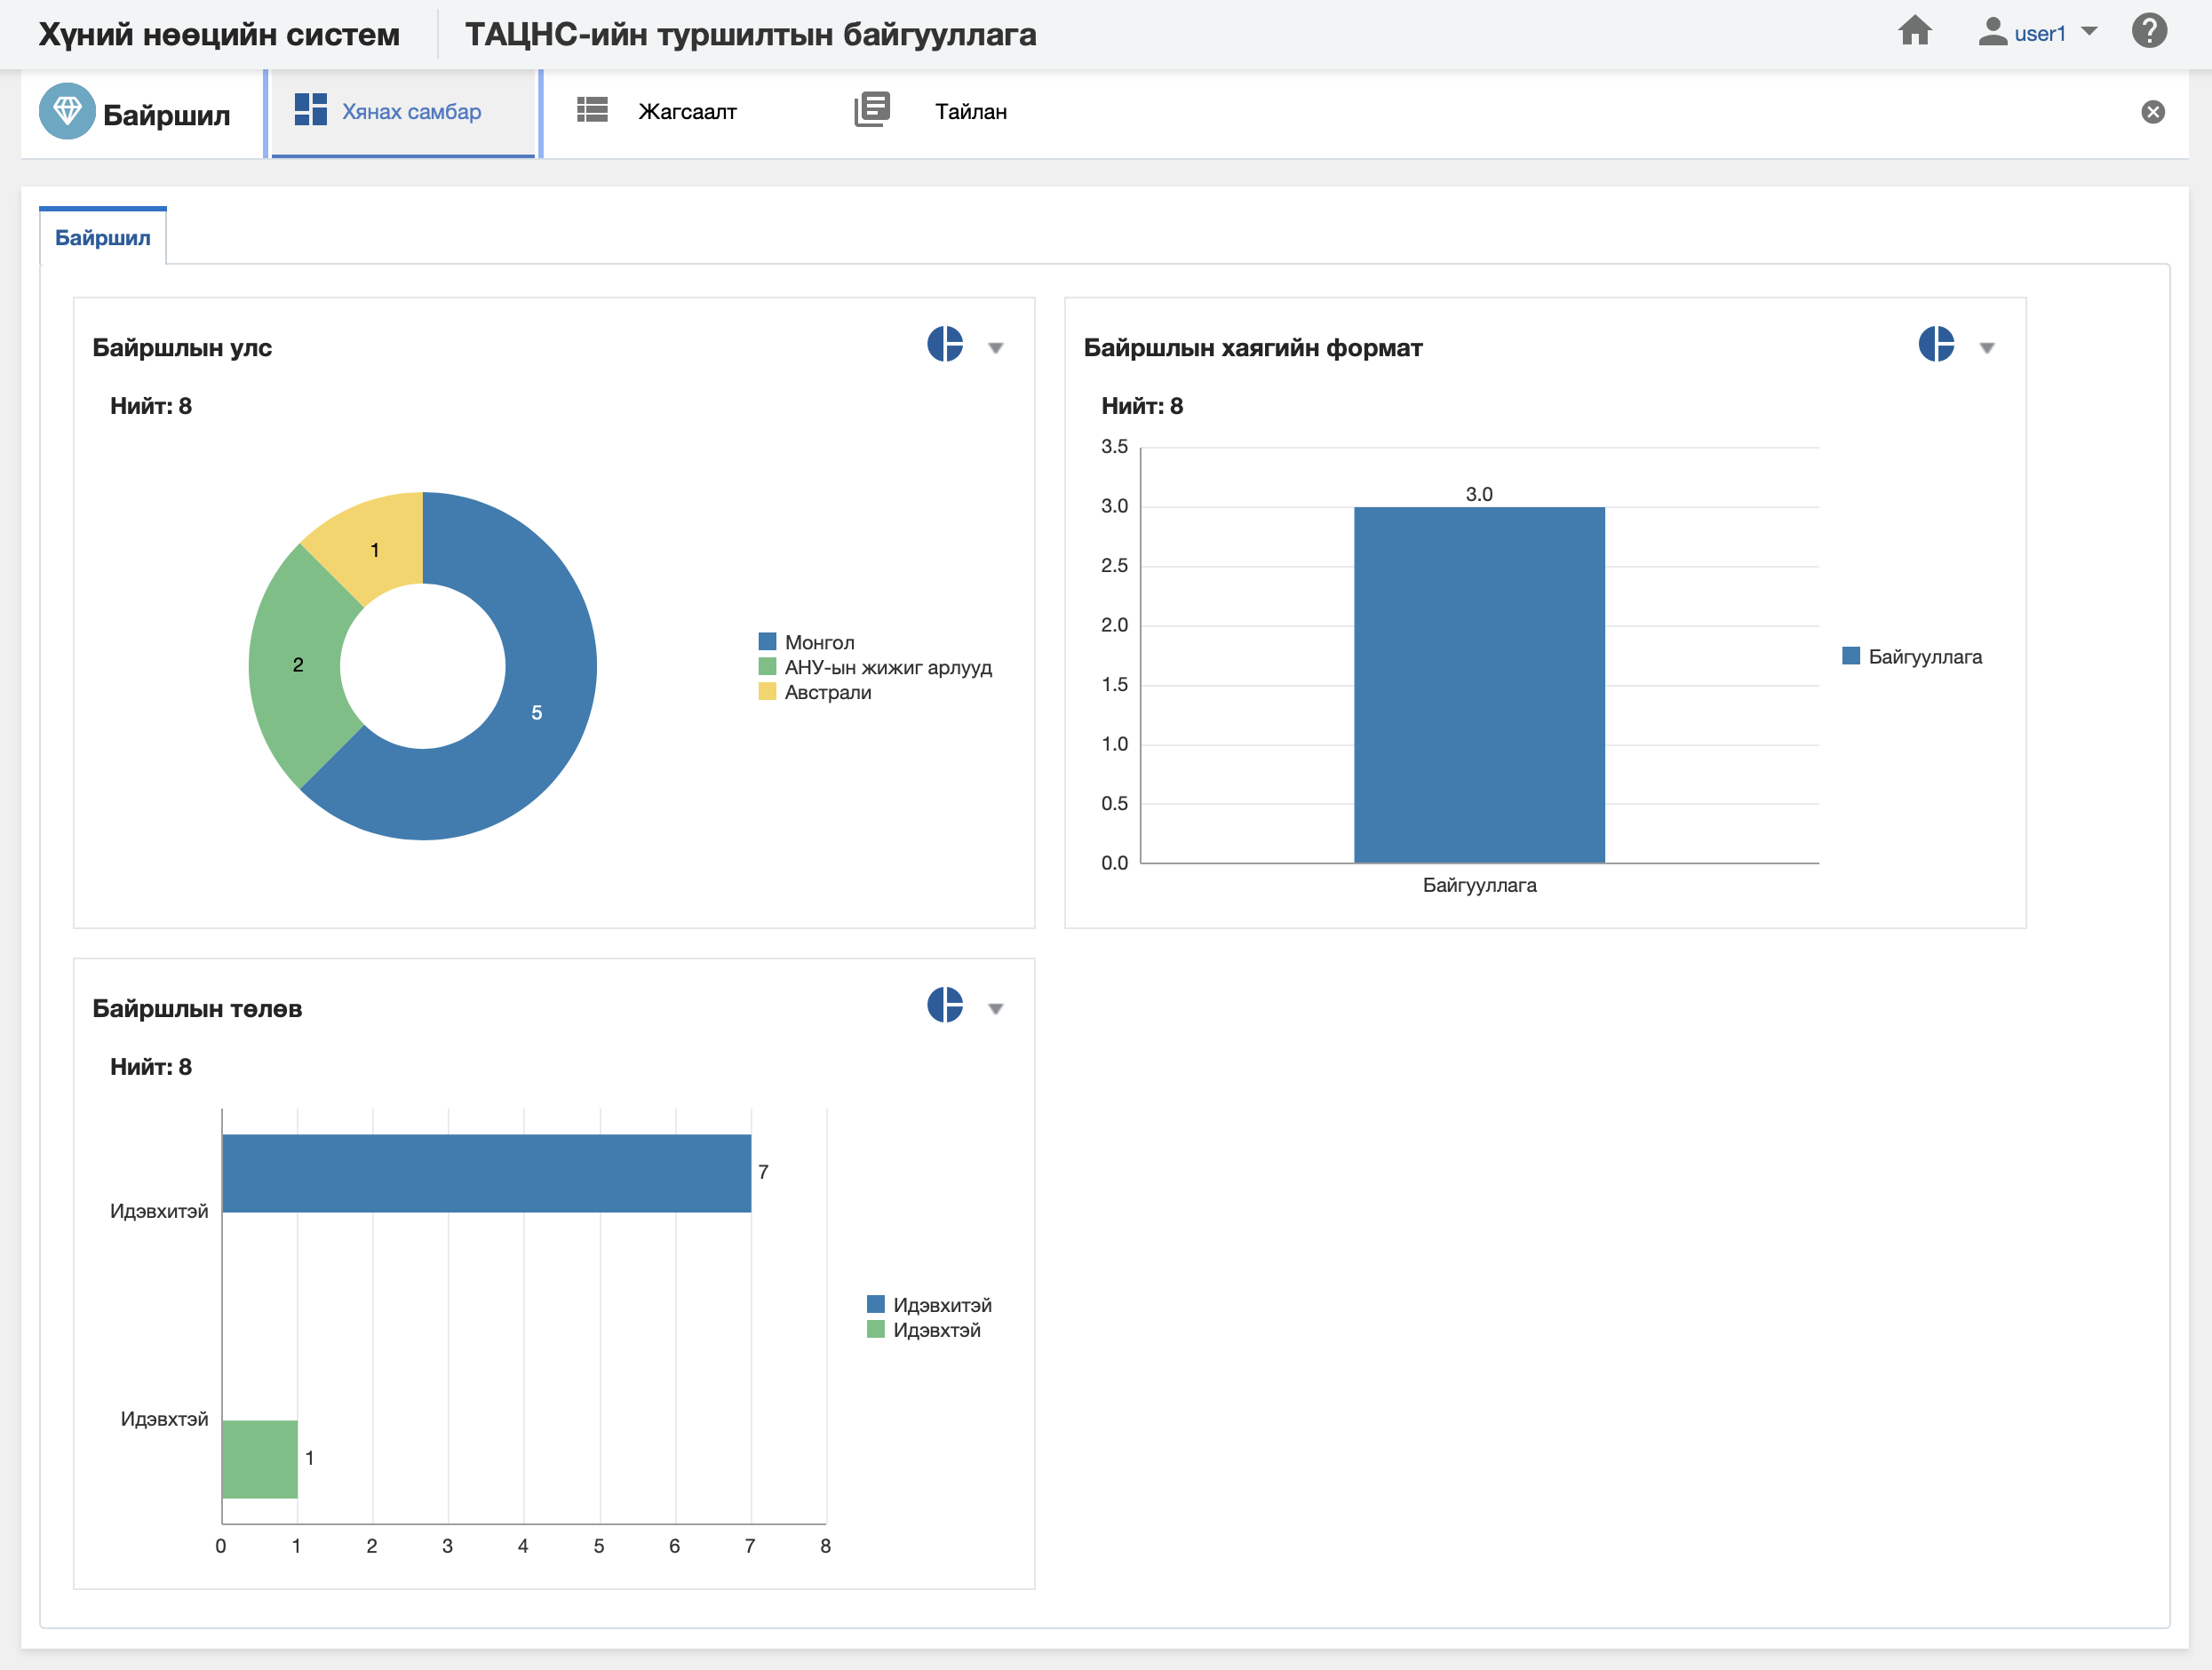 Хүний нөөцийн систем
ТАЦНС-ийн туршилтын байгууллага
user1
Байршил
Хянах самбар
Жагсаалт
Тайлан
Байршил
Байршлын улс
Нийт: 8
1
2
5
Монгол
АНУ-ын жижиг арлууд
Австрали
Байршлын хаягийн формат
Нийт: 8
3.5
3.0
2.5
2.0
1.5
1.0
0.5
0.0
3.0
Байгууллага
Байгууллага
Байршлын төлөв
Нийт: 8
Идэвхитэй
7
Идэвхтэй
1
0 1 2 3 4 5 6 7 8
Идэвхитэй
Идэвхтэй